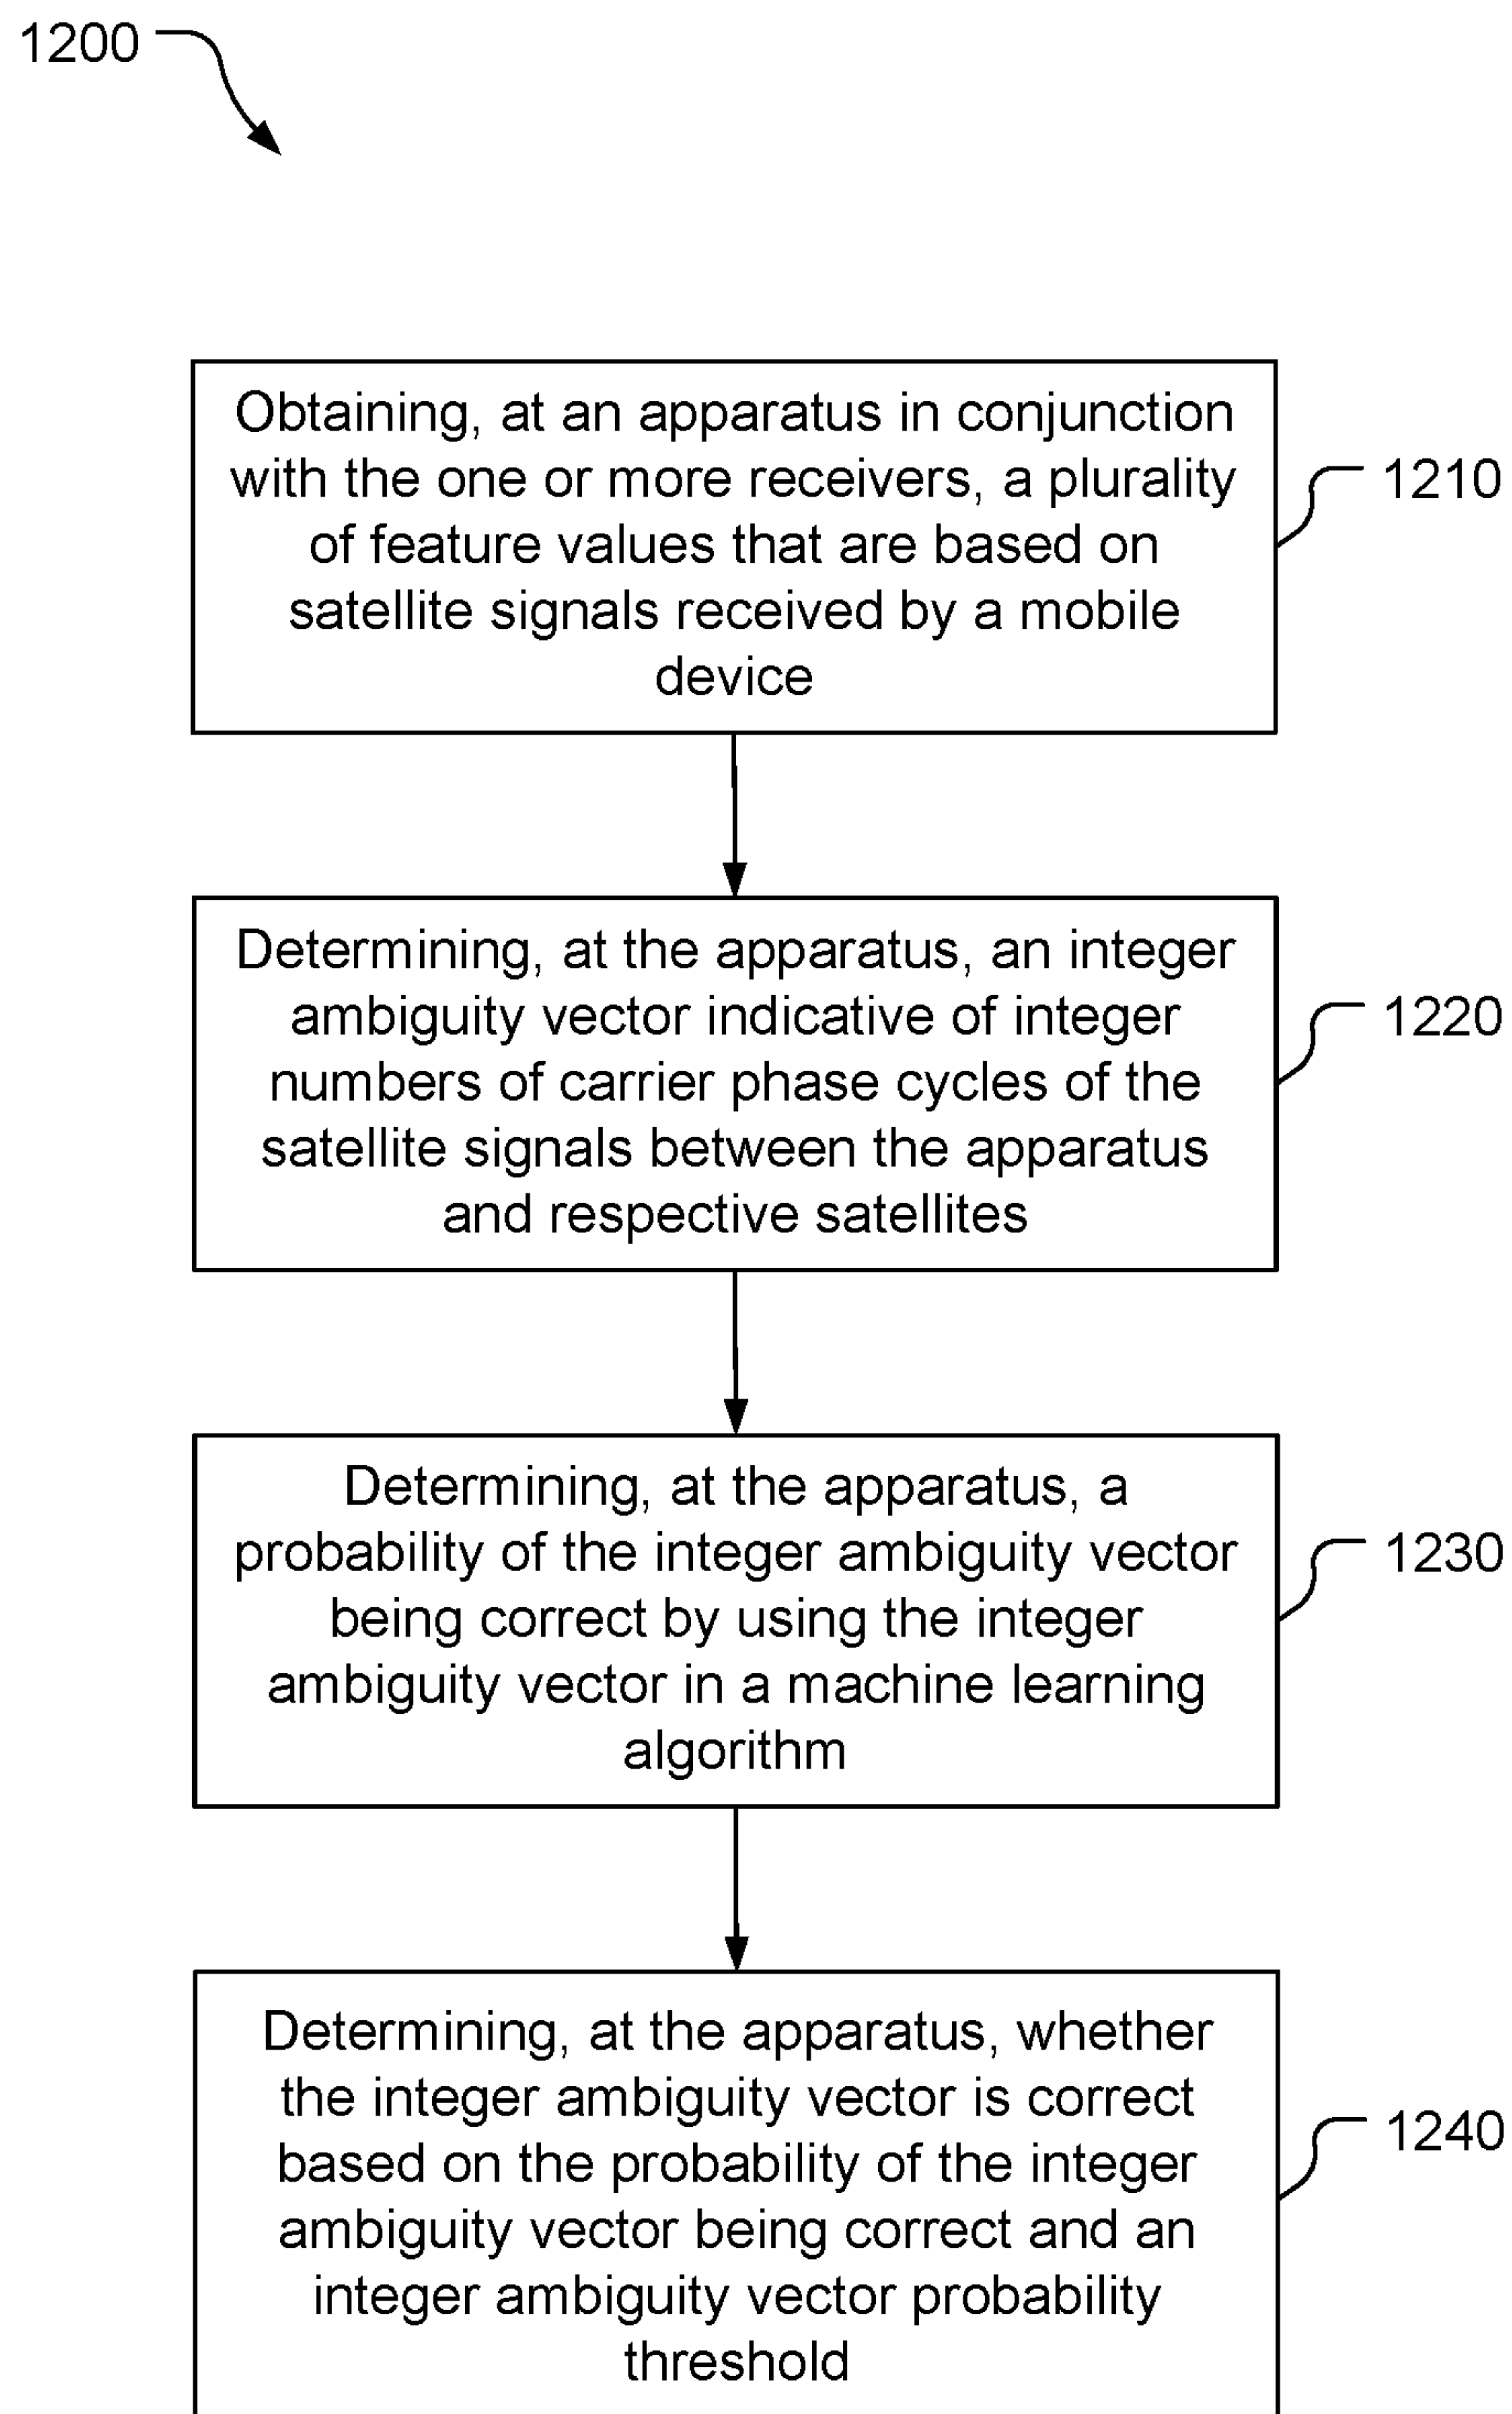 1200
Obtaining, at an apparatus in conjunction
with the one or more receivers, a plurality
of feature values that are based on
satellite signals received by a mobile
device
1210
Determining, at the apparatus, an integer
ambiguity vector indicative of integer
numbers of carrier phase cycles of the
satellite signals between the apparatus
and respective satellites
1220
Determining, at the apparatus, a
probability of the integer ambiguity vector
being correct by using the integer
ambiguity vector in a machine learning
algorithm
1230
Determining, at the apparatus, whether
the integer ambiguity vector is correct
based on the probability of the integer
ambiguity vector being correct and an
integer ambiguity vector probability
threshold
1240